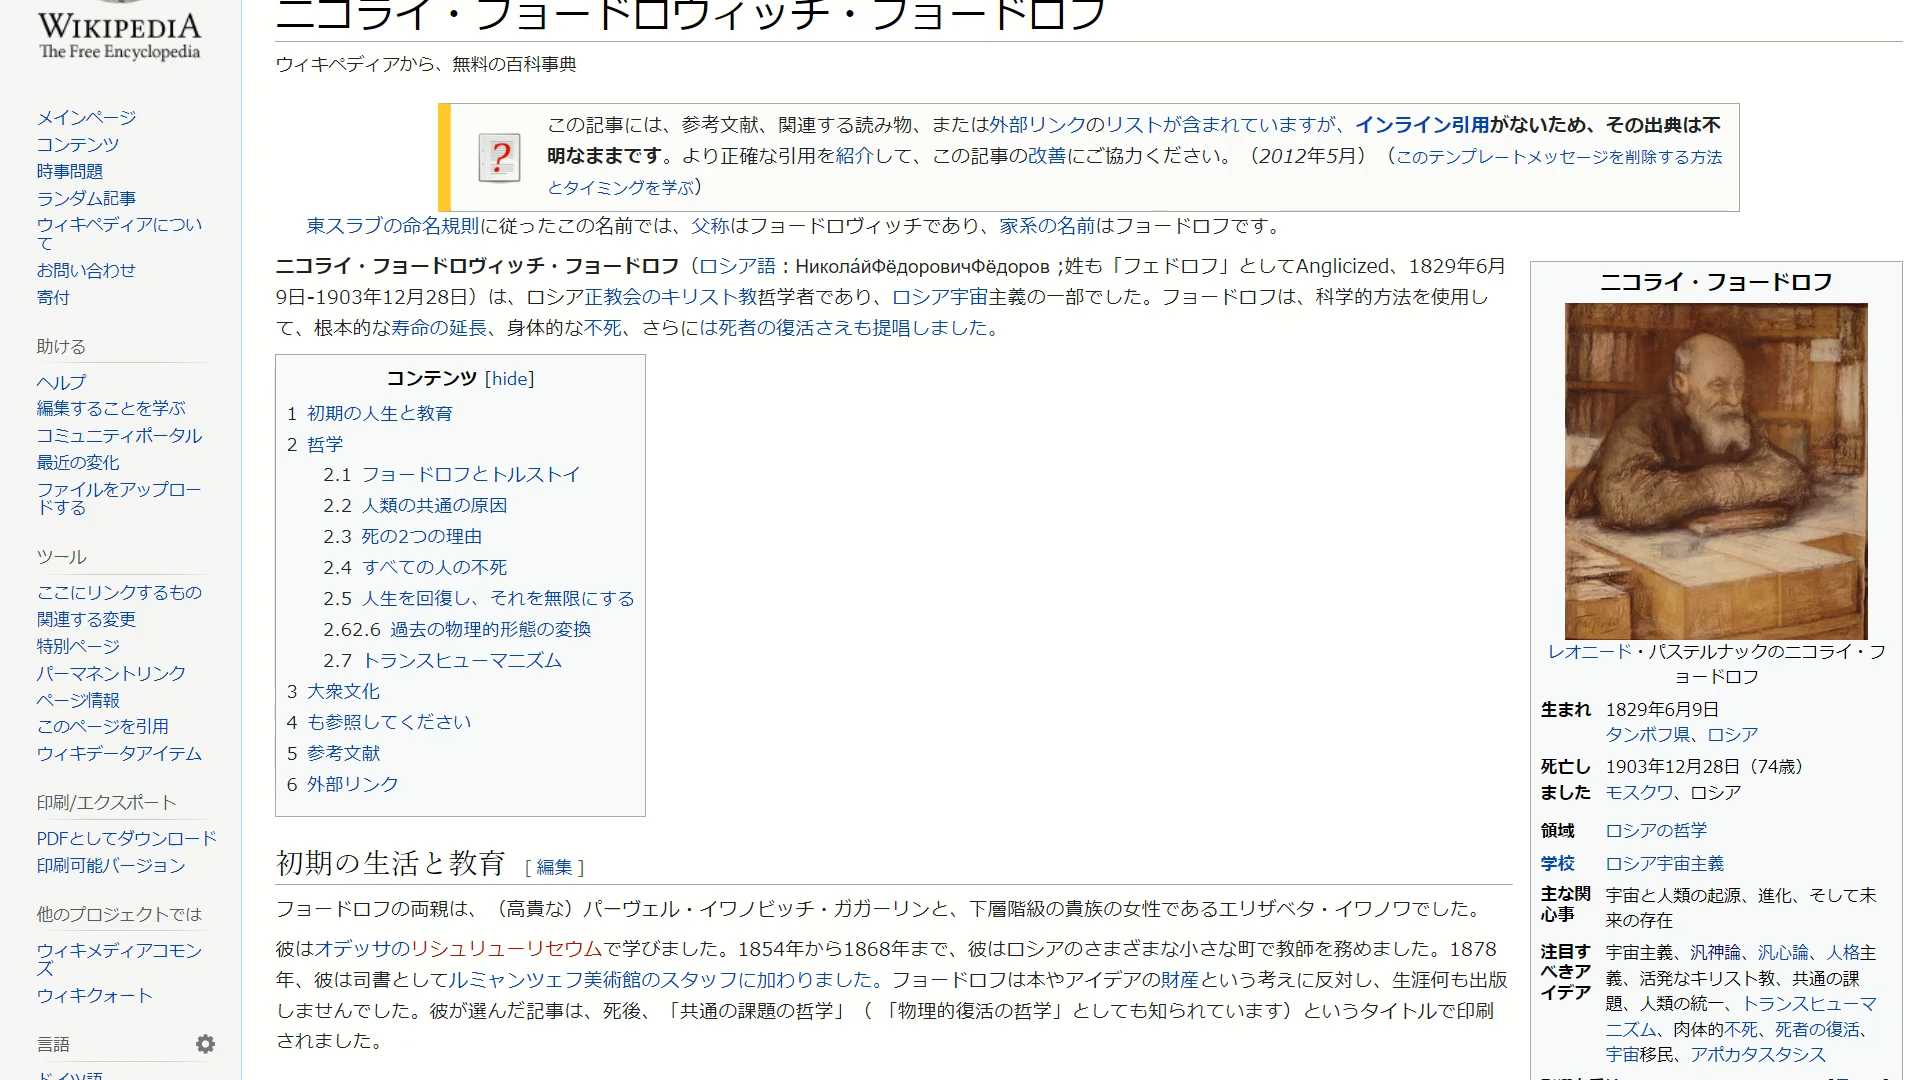 WIKIPEDIA
The Free Encyclopedia
メインページ
コンテンツ
時事問題
ランダム記事
ウィキペディアについ
て
お問い合わせ
寄付
助ける
ヘルプ
編集することを学ぶ
コミュニティポータル
最近の変化
ファイルをアップロー
ドする
ツール
ここにリンクするもの
関連する変更
特別ページ
パーマネントリンク
ページ情報
このページを引用
ウィキデータアイテム
印刷/エクスポート
PDFとしてダウンロード
印刷可能バージョン
他のプロジェクトでは
ウィキメディアコモン
ズ
ウィキクォート
言語
ドイツ語
ニコライ・フョードロヴィッチ・フョードロフ
ウィキペディアから、無料の百科事典
この記事には、参考文献、関連する読み物、または外部リンクのリストが含まれていますが、インライン引用がないため、その出典は不
明なままです。より正確な引用を紹介して、この記事の改善にご協力ください。（2012年5月）（このテンプレートメッセージを削除する方法
とタイミングを学ぶ）
東スラブの命名規則に従ったこの名前では、父称はフョードロヴィッチであり、家系の名前はフョードロフです。
ニコライ・フョードロヴィッチ・フョードロフ（ロシア語：Никола́йФёдоровичФёдоров ;姓も「フェドロフ」としてAnglicized、1829年6月
9日-1903年12月28日）は、ロシア正教会のキリスト教哲学者であり、ロシア宇宙主義の一部でした。フョードロフは、科学的方法を使用し
て、根本的な寿命の延長、身体的な不死、さらには死者の復活さえも提唱しました。
コンテンツ [hide]
1 初期の人生と教育
2 哲学
2.1 フョードロフとトルストイ
2.2 人類の共通の原因
2.3 死の2つの理由
2.4 すべての人の不死
2.5 人生を回復し、それを無限にする
2.62.6 過去の物理的形態の変換
2.7 トランスヒューマニズム
3 大衆文化
4 も参照してください
5 参考文献
6 外部リンク
初期の生活と教育 [ 編集 ]
フョードロフの両親は、（高貴な）パーヴェル・イワノビッチ・ガガーリンと、下層階級の貴族の女性であるエリザベタ・イワノワでした。
彼はオデッサのリシュリューリセウムで学びました。1854年から1868年まで、彼はロシアのさまざまな小さな町で教師を務めました。1878
年、彼は司書としてルミャンツェフ美術館のスタッフに加わりました。フョードロフは本やアイデアの財産という考えに反対し、生涯何も出版
しませんでした。彼が選んだ記事は、死後、「共通の課題の哲学」（ 「物理的復活の哲学」としても知られています）というタイトルで印刷
されました。
ニコライ・フョードロフ
レオニード・パステルナックのニコライ・フ
ョードロフ
生まれ 1829年6月9日
タンボフ県、ロシア
死亡し 1903年12月28日（74歳）
ました モスクワ、ロシア
領域 ロシアの哲学
学校 ロシア宇宙主義
主な関 宇宙と人類の起源、進化、そして未
心事 来の存在
注目す 宇宙主義、汎神論、汎心論、人格主
べきア 義、活発なキリスト教、共通の課
イデア 題、人類の統一、トランスヒューマ
ニズム、肉体的不死、死者の復活、
宇宙移民、アポカタスタシス